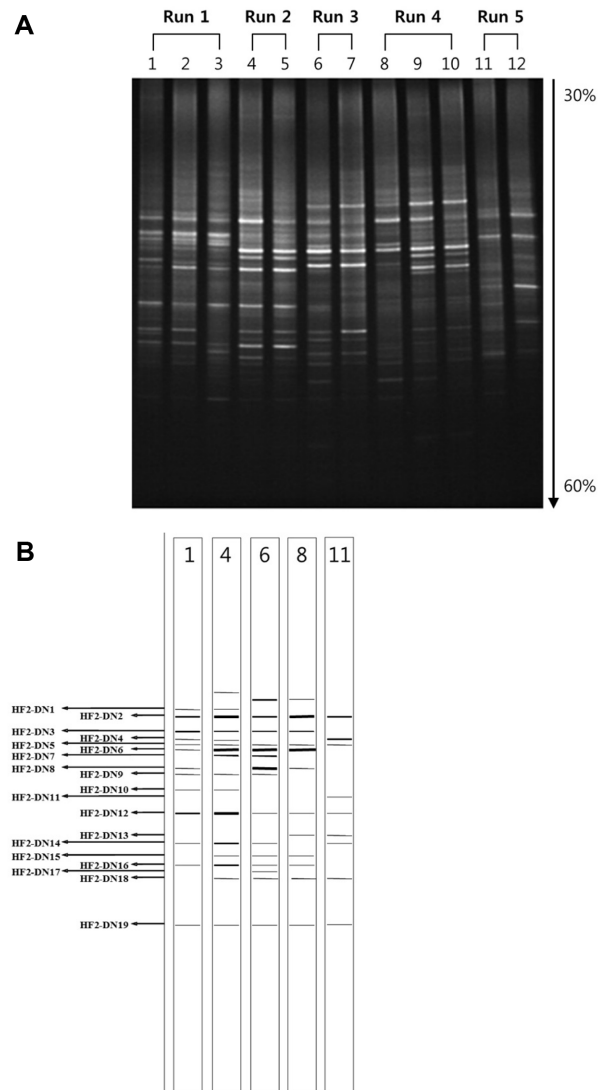 A
Run 1 Run 2 Run 3 Run 4 Run 5
1 2 3 4 5 6 7 8 9 10 11 12
30%
60%
B
1 4 6 8 11
HF2-DN1
HF2-DN2
HF2-DN3
HF2-DN4
HF2-DN5
HF2-DN6
HF2-DN7
HF2-DN8
HF2-DN9
HF2-DN10
HF2-DN11
HF2-DN12
HF2-DN13
HF2-DN14
HF2-DN15
HF2-DN16
HF2-DN17
HF2-DN18
HF2-DN19